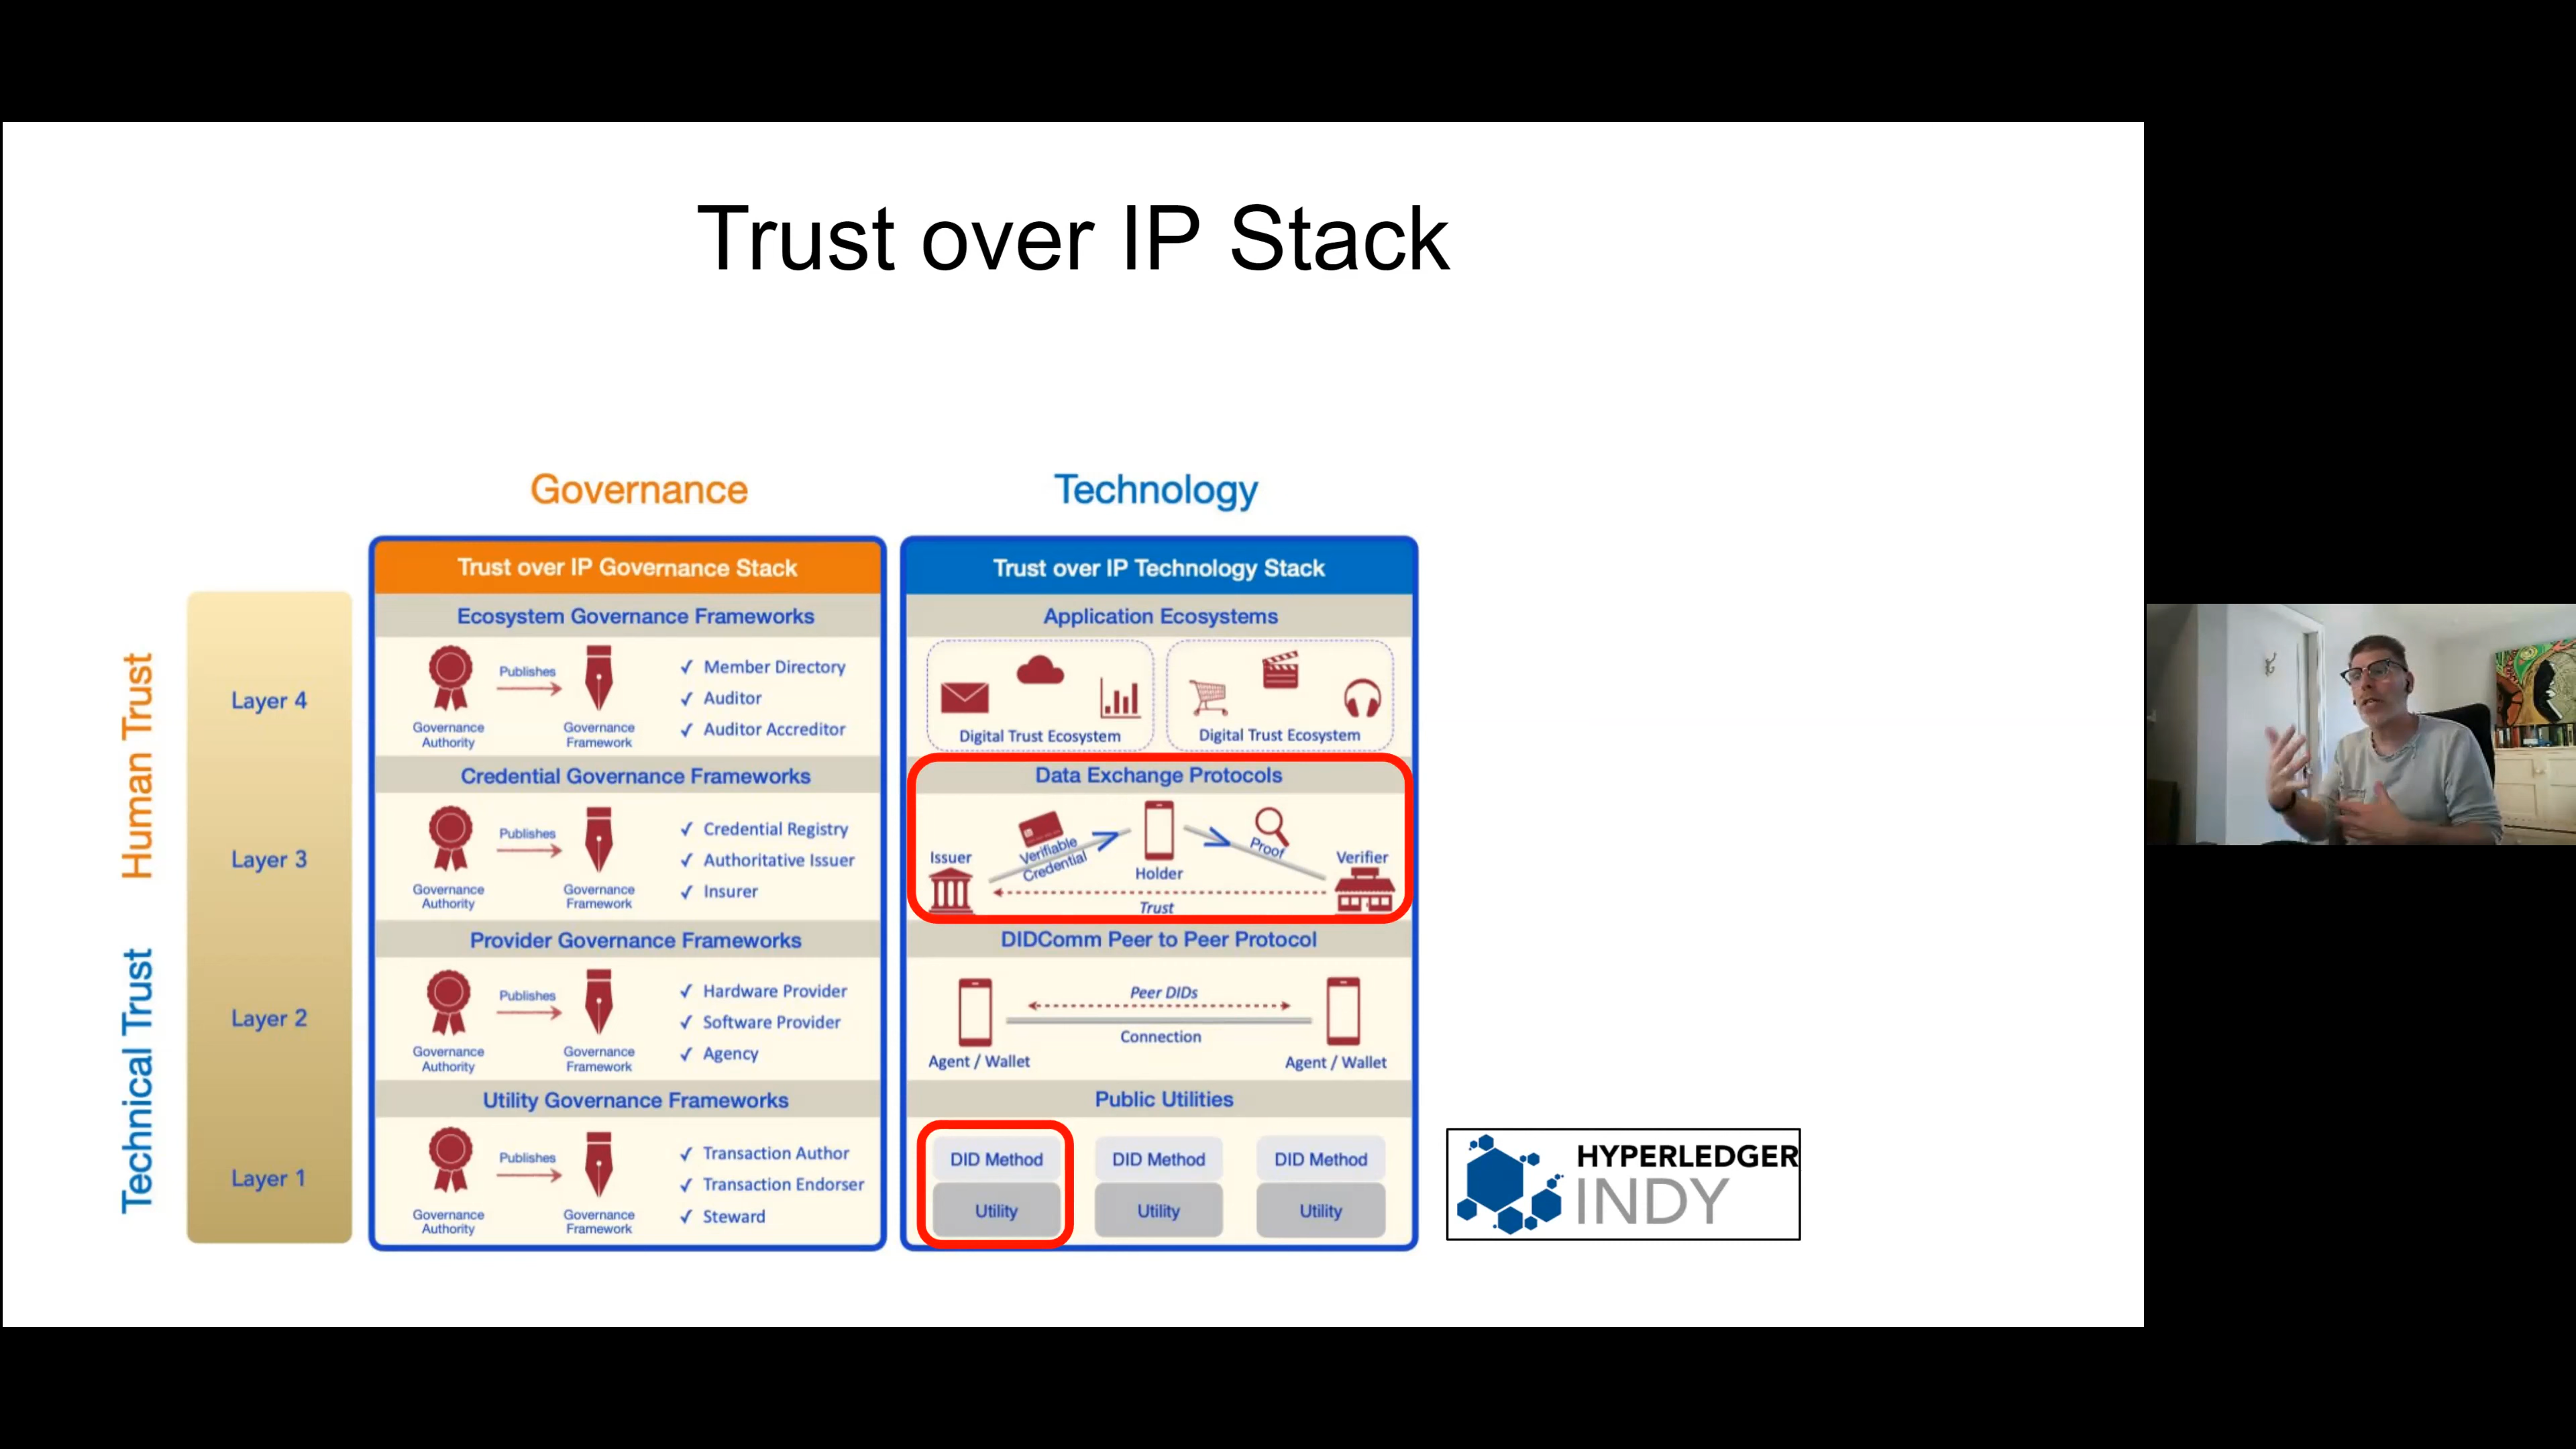 Trust over IP Stack
Governance
Technology
Human Trust
Technical Trust
Layer 4
Layer 3
Layer 2
Layer 1
Trust over IP Governance Stack
Ecosystem Governance Frameworks
Governance
Authority
Publishes
Governance
Framework
✓ Member Directory
✓ Auditor
✓ Auditor Accreditor
Credential Governance Frameworks
Governance
Authority
Publishes
Governance
Framework
✓ Credential Registry
✓ Authoritative Issuer
✓ Insurer
Provider Governance Frameworks
Governance
Authority
Publishes
Governance
Framework
✓ Hardware Provider
✓ Software Provider
✓ Agency
Utility Governance Frameworks
Governance
Authority
Publishes
Governance
Framework
✓ Transaction Author
✓ Transaction Endorser
✓ Steward
Trust over IP Technology Stack
Application Ecosystems
Digital Trust Ecosystem
Digital Trust Ecosystem
Data Exchange Protocols
Issuer
Verifiable
Credential
Holder
Proof
Verifier
Trust
DIDComm Peer to Peer Protocol
Peer DIDs
Connection
Agent / Wallet
Agent / Wallet
Public Utilities
DID Method
DID Method
DID Method
Utility
Utility
Utility
HYPERLEDGER
INDY